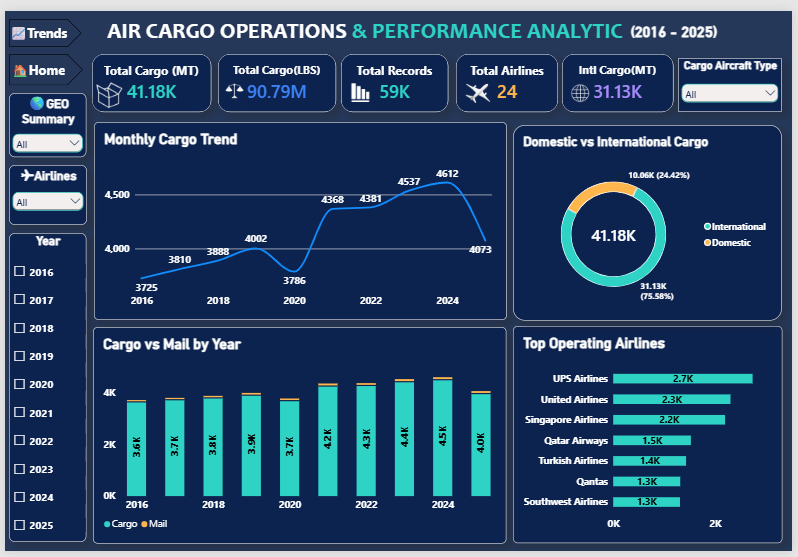 Trends
AIR CARGO OPERATIONS & PERFORMANCE ANALYTIC (2016 - 2025)
Home
GEO
Summary
All
Airlines
All
Year
2016
2017
2018
2019
2020
2021
2022
2023
2024
2025
Total Cargo (MT)
41.18K
Total Cargo(LBS)
90.79M
Total Records
59K
Total Airlines
24
Intl Cargo(MT)
31.13K
Cargo Aircraft Type
All
Monthly Cargo Trend
4,500
4,000
3725
3810
3888
4002
3786
4368
4381
4537
4612
4073
2016
2018
2020
2022
2024
Domestic vs International Cargo
10.06K (24.42%)
41.18K
31.13K
(75.58%)
International
Domestic
Cargo vs Mail by Year
4K
2K
0K
3.6K
3.7K
3.8K
3.9K
3.7K
4.2K
4.3K
4.4K
4.5K
4.0K
2016
2018
2020
2022
2024
Cargo
Mail
Top Operating Airlines
UPS Airlines 2.7K
United Airlines 2.3K
Singapore Airlines 2.2K
Qatar Airways 1.5K
Turkish Airlines 1.4K
Qantas 1.3K
Southwest Airlines 1.3K
0K
2K